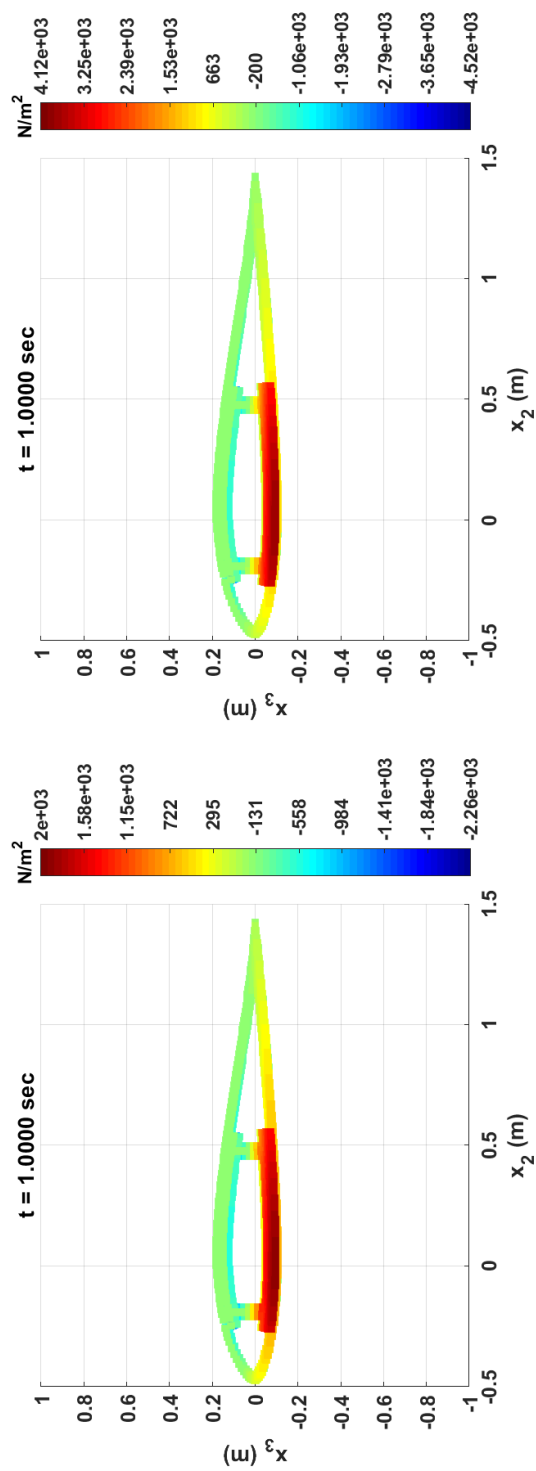 t = 1.0000 sec
N/m²
1
0.8
0.6
0.4
0.2
0
-0.2
-0.4
-0.6
-0.8
-1
x₃ (m)
-0.5 0 0.5 1 1.5
x₂ (m)
2e+03
1.58e+03
1.15e+03
722
295
-131
-558
-984
-1.41e+03
-1.84e+03
-2.26e+03
t = 1.0000 sec
N/m²
1
0.8
0.6
0.4
0.2
0
-0.2
-0.4
-0.6
-0.8
-1
x₃ (m)
-0.5 0 0.5 1 1.5
x₂ (m)
4.12e+03
3.25e+03
2.39e+03
1.53e+03
663
-200
-1.06e+03
-1.93e+03
-2.79e+03
-3.65e+03
-4.52e+03